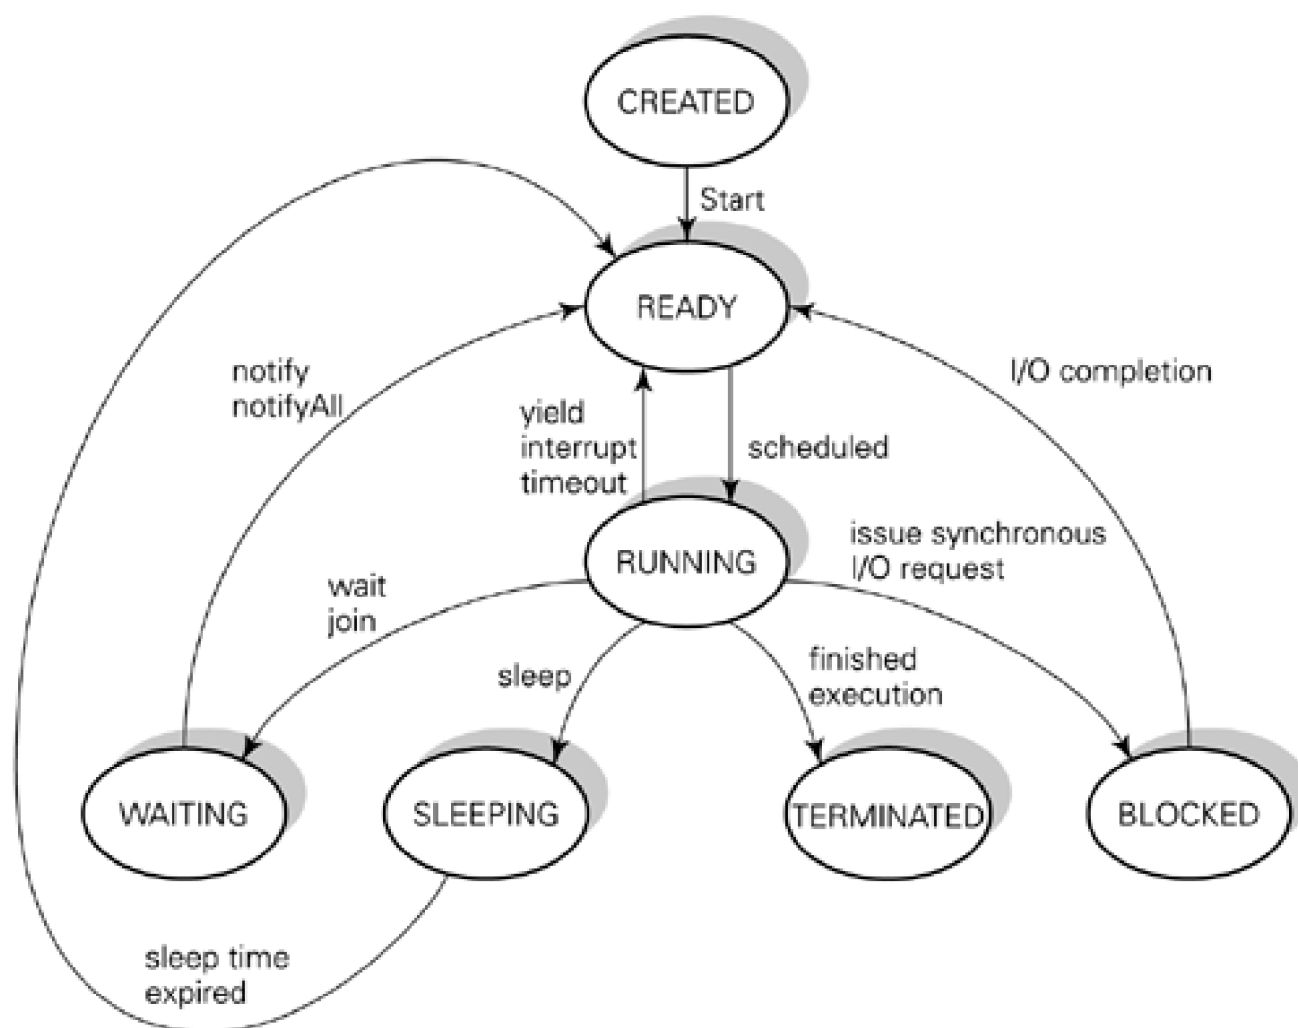 CREATED
Start
READY
notify
notifyAll
I/O completion
yield
interrupt
timeout
scheduled
issue synchronous
I/O request
RUNNING
wait
join
sleep
finished
execution
WAITING
SLEEPING
TERMINATED
BLOCKED
sleep time
expired